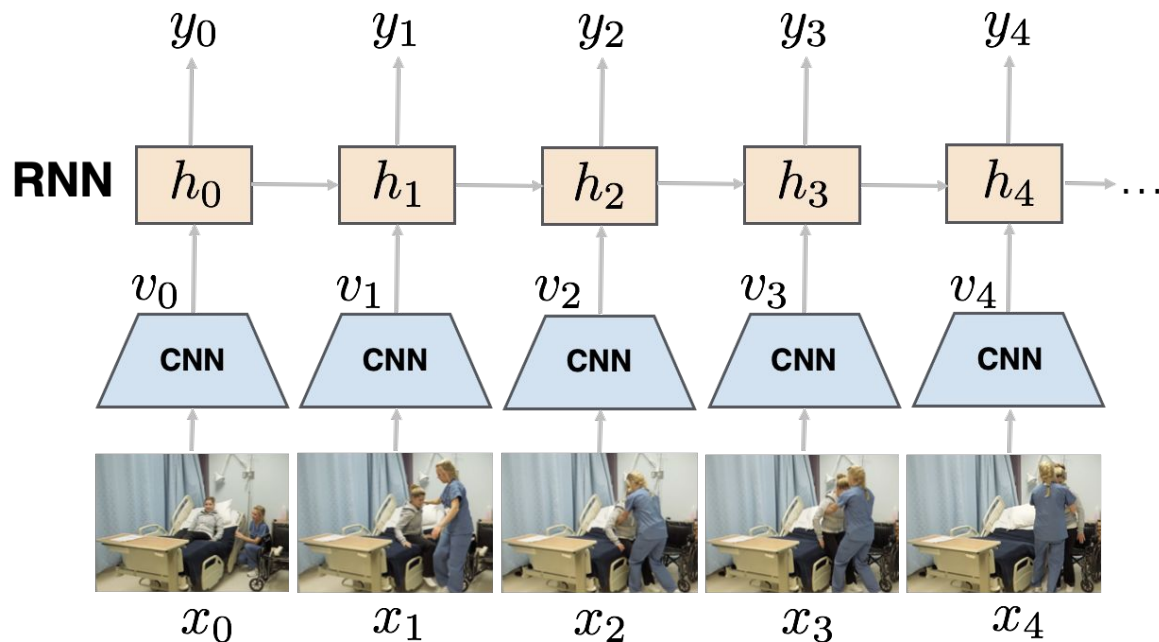 y₀ y₁ y₂ y₃ y₄
RNN h₀ h₁ h₂ h₃ h₄ ...
v₀ v₁ v₂ v₃ v₄
CNN CNN CNN CNN CNN
x₀ x₁ x₂ x₃ x₄